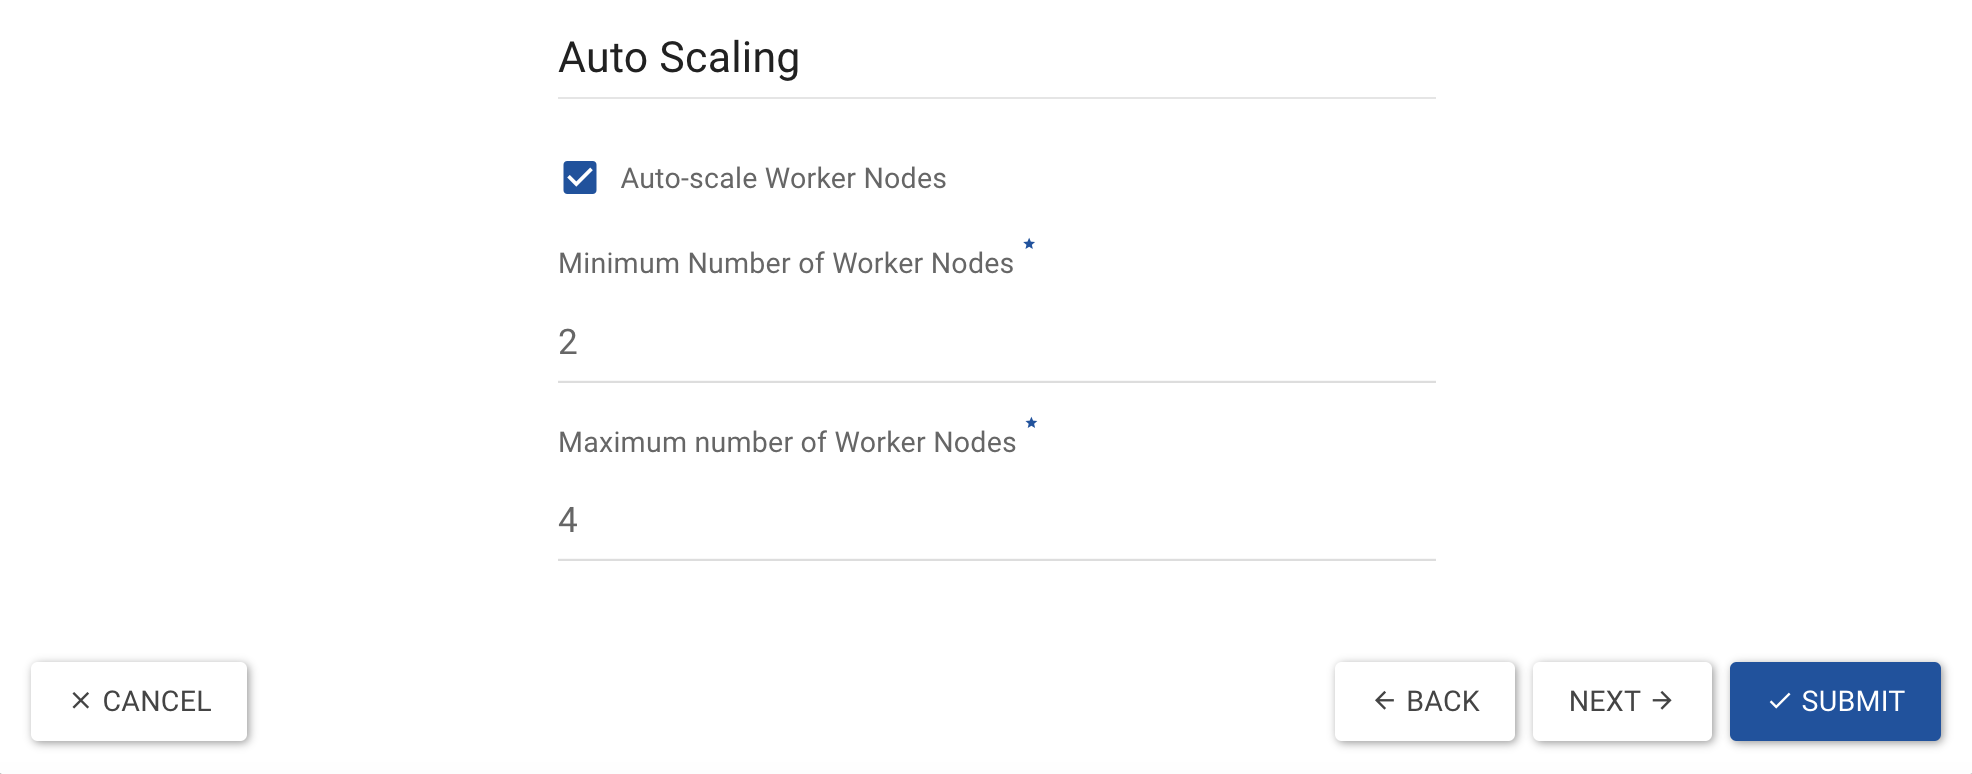 Auto Scaling
Auto-scale Worker Nodes
Minimum Number of Worker Nodes
2
Maximum number of Worker Nodes
4
CANCEL
BACK
NEXT
SUBMIT